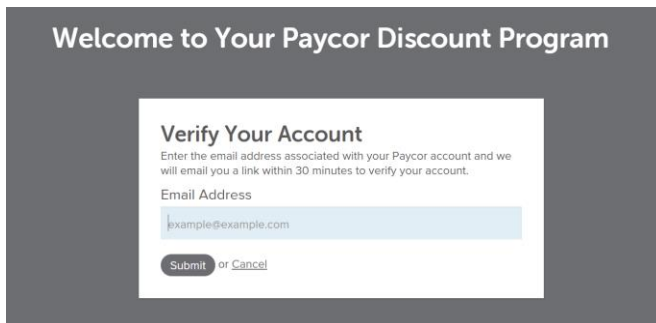 Welcome to Your Paycor Discount Program
Verify Your Account
Enter the email address associated with your Paycor account and we
will email you a link within 30 minutes to verify your account.
Email Address
example@example.com
Submit or Cancel